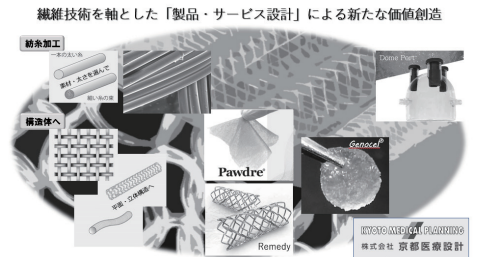 繊維技術を軸とした「製品・サービス設計」による新たな価値創造
紡糸加工
一本の太い糸
素材・太さを選んで
細い糸の束
構造体へ
平面・立体構造へ
Dome Port™
Pawdre®
Genocel®
Remedy
KYOTO MEDICAL PLANNING
株式会社 京都医療設計